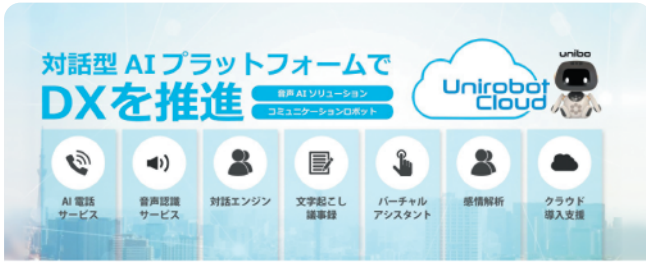 対話型 AI プラットフォームで
DXを推進
音声 AI ソリューション
コミュニケーションロボット
Unirobot
Cloud
unibo
AI 電話
サービス
音声認識
サービス
対話エンジン
文字起こし
議事録
バーチャル
アシスタント
感情解析
クラウド
導入支援